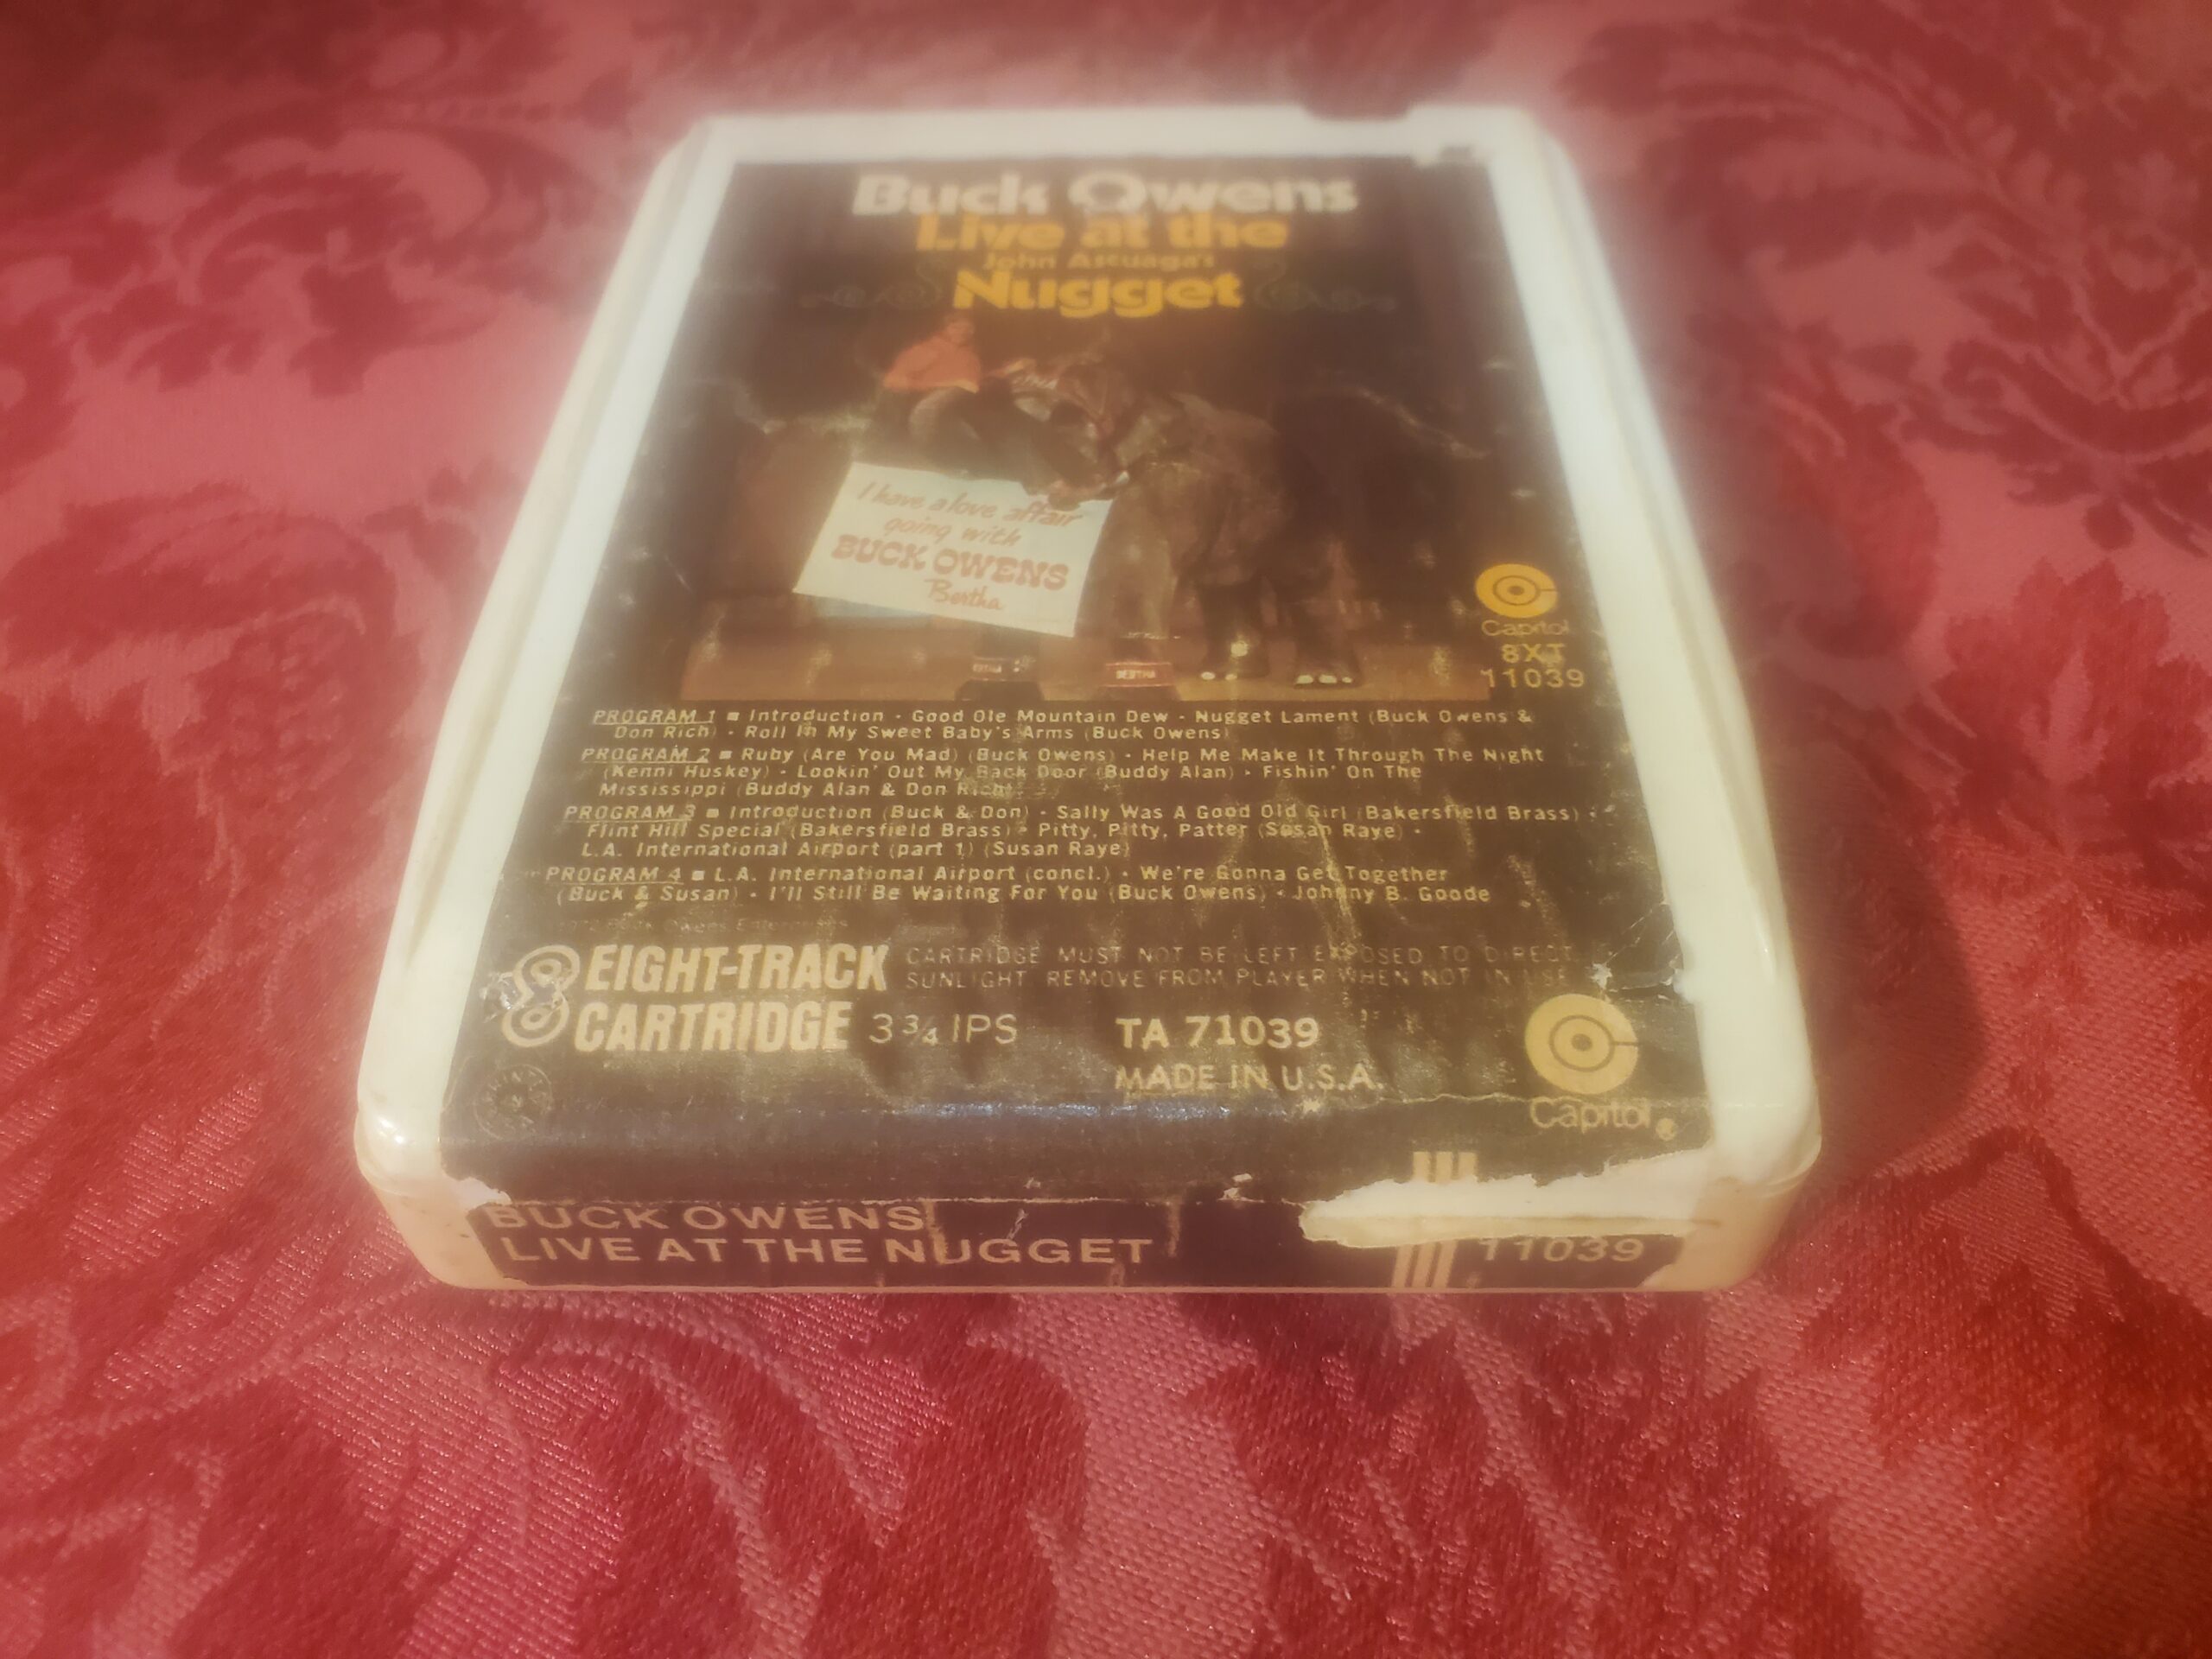 Buck Owens
Live at the
John Ascuaga's
Nugget
I have a love affair
going with
BUCK OWENS
Bertha
BERTHA
Capitol
8XT
11039
PROGRAM 1 ■ Introduction • Good Ole Mountain Dew • Nugget Lament (Buck Owens &
Don Rich) • Roll In My Sweet Baby's Arms (Buck Owens)
PROGRAM 2 ■ Ruby (Are You Mad) (Buck Owens) • Help Me Make It Through The Night
(Kenni Huskey) • Lookin' Out My Back Door (Buddy Alan) • Fishin' On The
Mississippi (Buddy Alan & Don Rich)
PROGRAM 3 ■ Introduction (Buck & Don) • Sally Was A Good Old Girl (Bakersfield Brass) •
Flint Hill Special (Bakersfield Brass) • Pitty, Pitty, Patter (Susan Raye) •
L.A. International Airport (part 1) (Susan Raye)
PROGRAM 4 ■ L.A. International Airport (concl.) • We're Gonna Get Together
(Buck & Susan) • I'll Still Be Waiting For You (Buck Owens) • Johnny B. Goode
Buck Owens Enterprises
8 EIGHT-TRACK
CARTRIDGE 3 3/4 IPS
CARTRIDGE MUST NOT BE LEFT EXPOSED TO DIRECT
SUNLIGHT REMOVE FROM PLAYER WHEN NOT IN USE
TA 71039
MADE IN U.S.A.
Capitol®
BUCK OWENS
LIVE AT THE NUGGET
11039